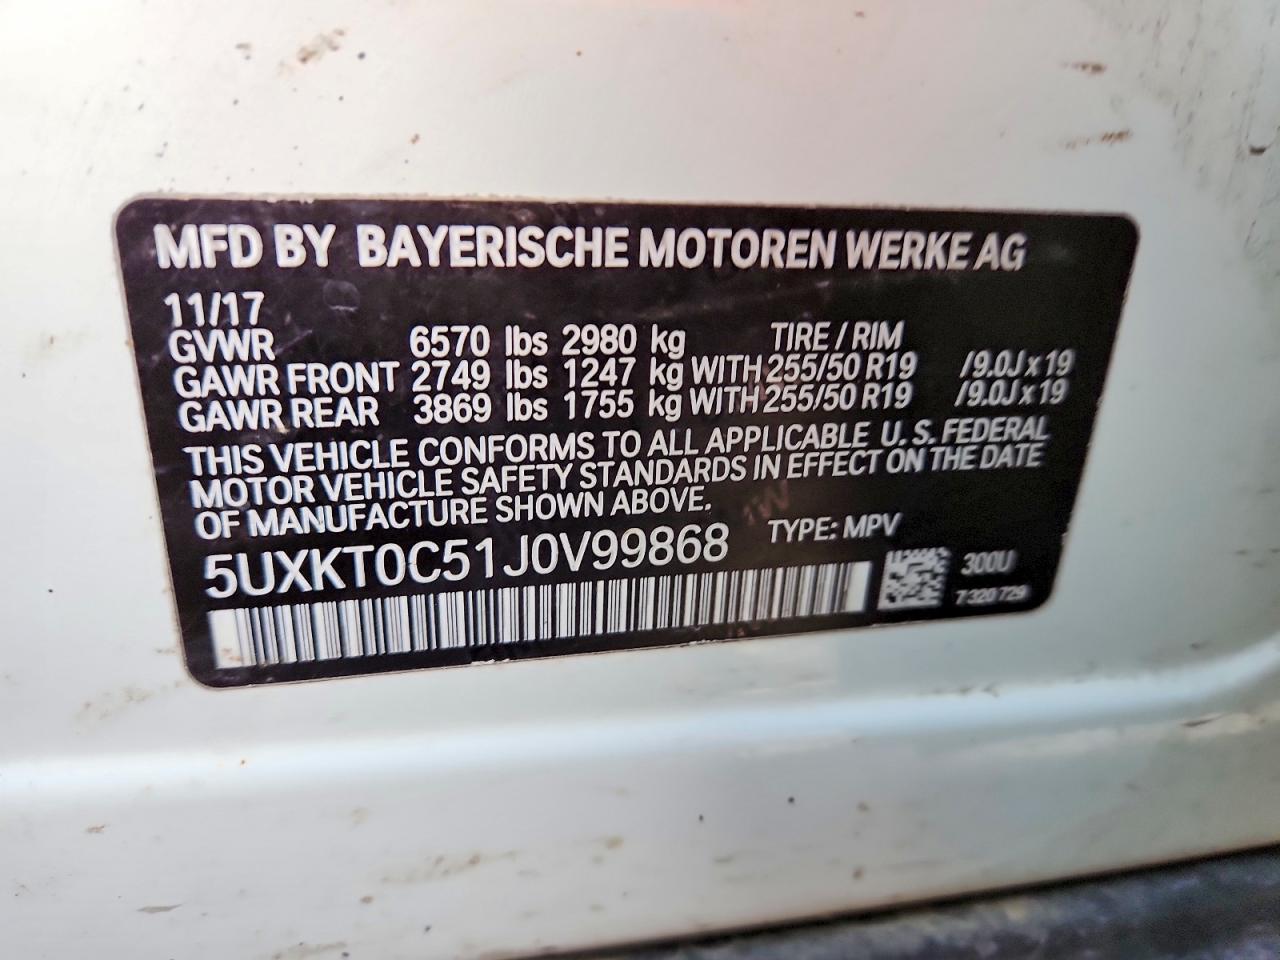 MFD BY BAYERISCHE MOTOREN WERKE AG
11/17
GVWR 6570 lbs 2980 kg TIRE / RIM
GAWR FRONT 2749 lbs 1247 kg WITH 255/50 R19 /9.0J x 19
GAWR REAR 3869 lbs 1755 kg WITH 255/50 R19 /9.0J x 19
THIS VEHICLE CONFORMS TO ALL APPLICABLE U.S. FEDERAL
MOTOR VEHICLE SAFETY STANDARDS IN EFFECT ON THE DATE
OF MANUFACTURE SHOWN ABOVE.
5UXKT0C51J0V99868 TYPE: MPV
300U
7 320 729